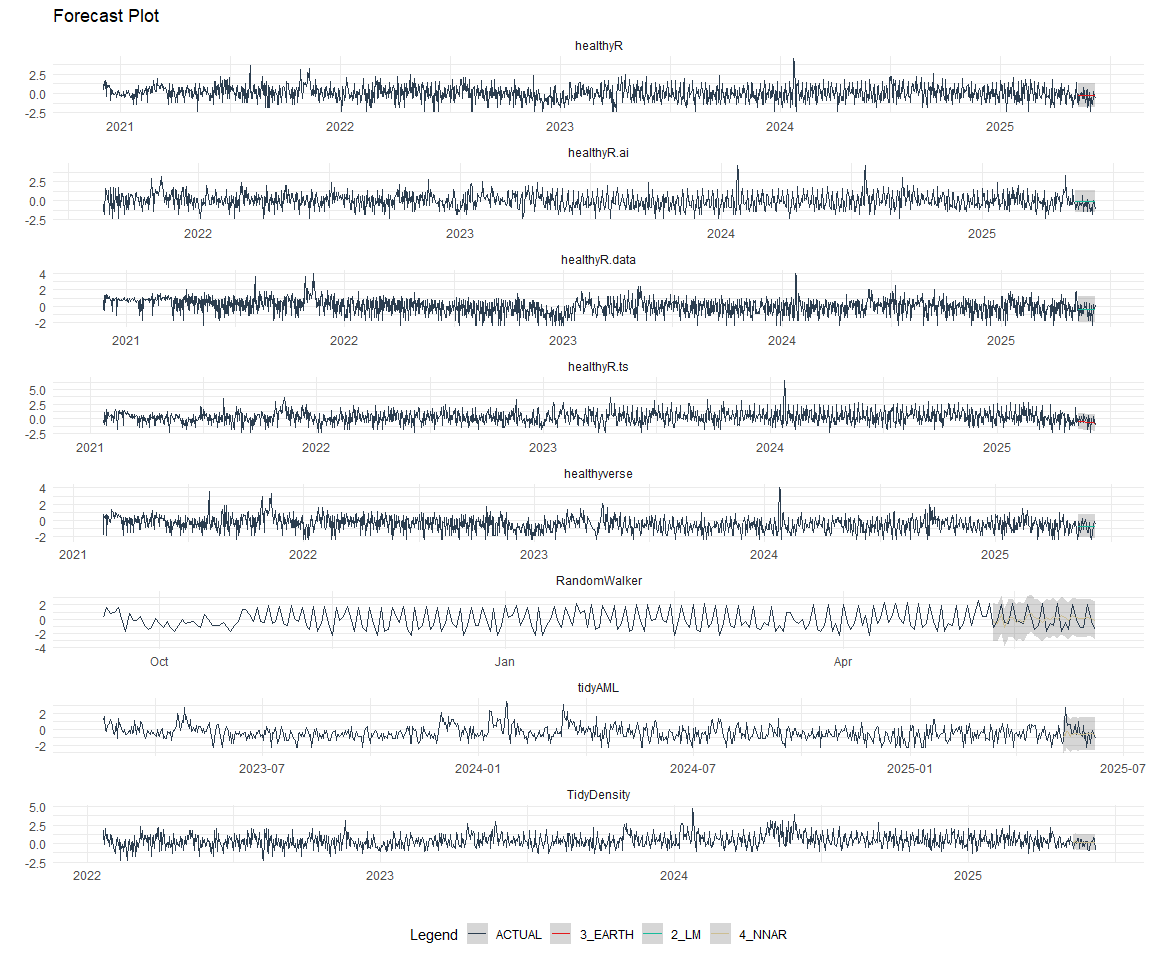 Forecast Plot
healthyR
2.5
0.0
-2.5
2021 2022 2023 2024 2025
healthyR.ai
2.5
0.0
-2.5
2022 2023 2024 2025
healthyR.data
4
2
0
-2
2021 2022 2023 2024 2025
healthyR.ts
5.0
2.5
0.0
-2.5
2021 2022 2023 2024 2025
healthyverse
4
2
0
-2
2021 2022 2023 2024 2025
RandomWalker
2
0
-2
-4
Oct Jan Apr
tidyAML
2
0
-2
2023-07 2024-01 2024-07 2025-01 2025-07
TidyDensity
5.0
2.5
0.0
-2.5
2022 2023 2024 2025
Legend ACTUAL 3_EARTH 2_LM 4_NNAR